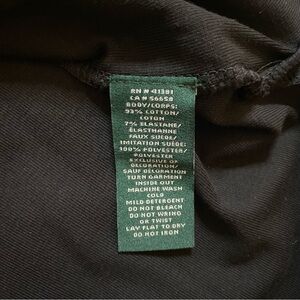 RN # 41381
CA # 56650
BODY/CORPS:
93% COTTON/
COTON
7% ELASTANE/
ÉLASTHANNE
FAUX SUEDE/
IMITATION SUÈDE:
100% POLYESTER/
POLYESTER
EXCLUSIVE OF
DECORATION/
SAUF DÉCORATION
TURN GARMENT
INSIDE OUT
MACHINE WASH
COLD
MILD DETERGENT
DO NOT BLEACH
DO NOT WRING
OR TWIST
LAY FLAT TO DRY
DO NOT IRON